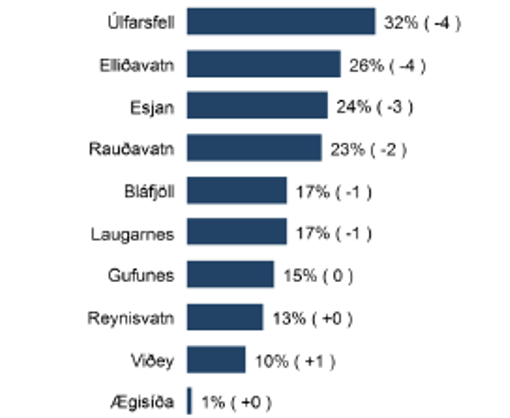 Úlfarsfell 32% ( -4 )
Elliðavatn 26% ( -4 )
Esjan 24% ( -3 )
Rauðavatn 23% ( -2 )
Bláfjöll 17% ( -1 )
Laugarnes 17% ( -1 )
Gufunes 15% ( 0 )
Reynisvatn 13% ( +0 )
Viðey 10% ( +1 )
Ægisíða 1% ( +0 )